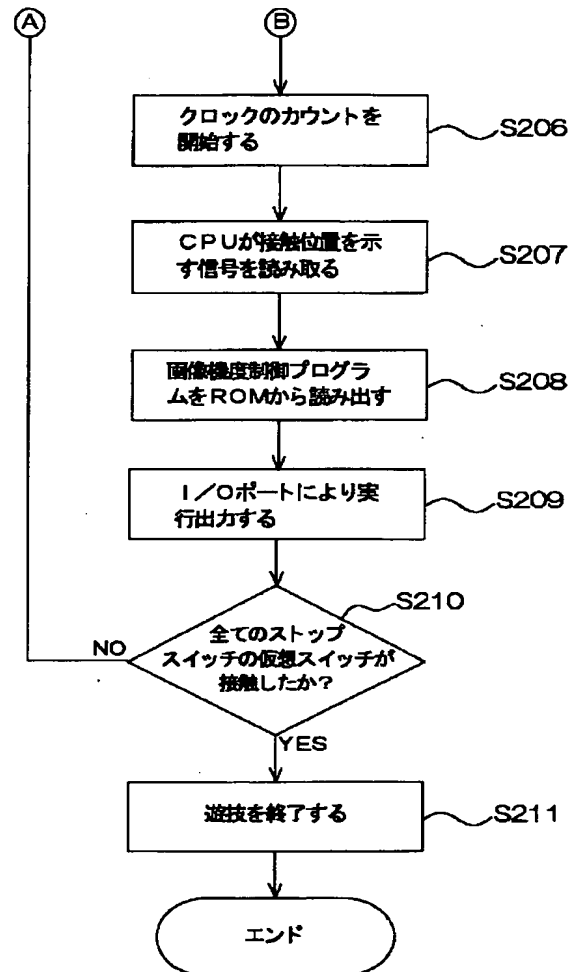 A
B
クロックのカウントを
開始する
S206
CPUが接触位置を示
す信号を読み取る
S207
画像機度制御プログラ
ムをROMから読み出す
S208
I/Oポートにより実
行出力する
S209
S210
全てのストップ
スイッチの仮想スイッチが
接触したか?
NO
YES
遊技を終了する
S211
エンド